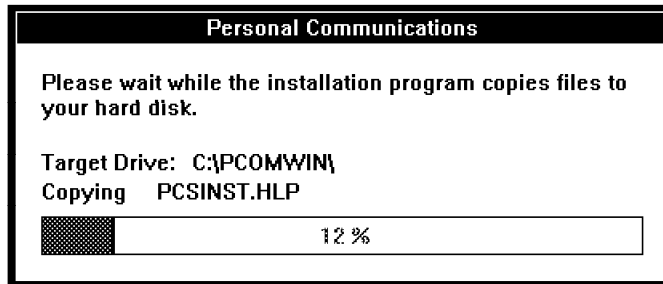 Personal Communications
Please wait while the installation program copies files to
your hard disk.
Target Drive: C:\PCOMWIN\
Copying PCSINST.HLP
12 %